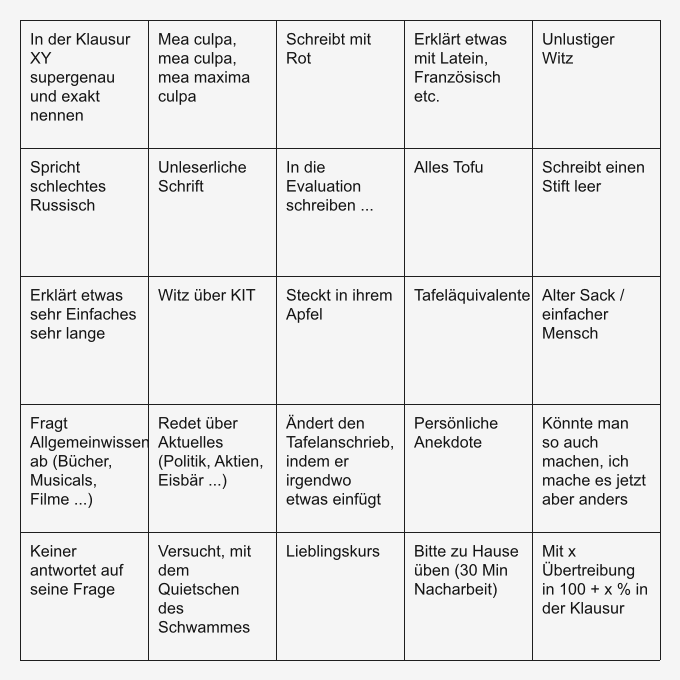 In der Klausur
XY
supergenau
und exakt
nennen
Mea culpa,
mea culpa,
mea maxima
culpa
Schreibt mit
Rot
Erklärt etwas
mit Latein,
Französisch
etc.
Unlustiger
Witz
Spricht
schlechtes
Russisch
Unleserliche
Schrift
In die
Evaluation
schreiben ...
Alles Tofu
Schreibt einen
Stift leer
Erklärt etwas
sehr Einfaches
sehr lange
Witz über KIT
Steckt in ihrem
Apfel
Tafeläquivalente
Alter Sack /
einfacher
Mensch
Fragt
Allgemeinwissen
ab (Bücher,
Musicals,
Filme ...)
Redet über
Aktuelles
(Politik, Aktien,
Eisbär ...)
Ändert den
Tafelanschrieb,
indem er
irgendwo
etwas einfügt
Persönliche
Anekdote
Könnte man
so auch
machen, ich
mache es jetzt
aber anders
Keiner
antwortet auf
seine Frage
Versucht, mit
dem
Quietschen
des
Schwammes
Lieblingskurs
Bitte zu Hause
üben (30 Min
Nacharbeit)
Mit x
Übertreibung
in 100 + x % in
der Klausur